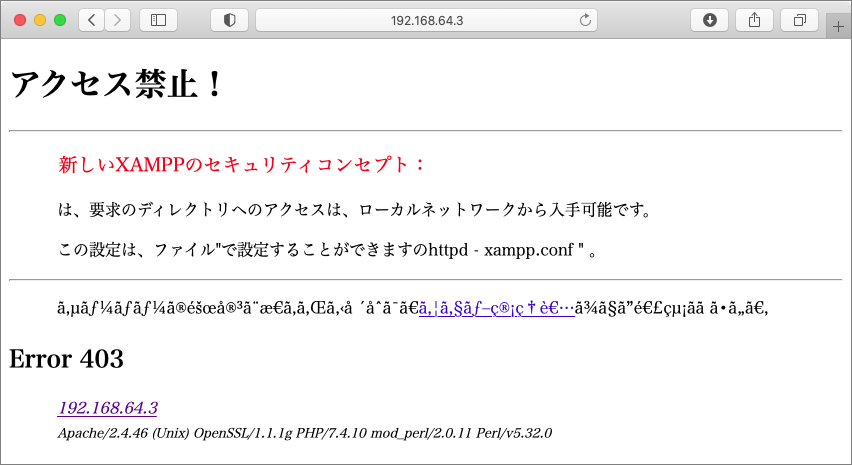 192.168.64.3
アクセス禁止！
新しいXAMPPのセキュリティコンセプト：
は、要求のディレクトリへのアクセスは、ローカルネットワークから入手可能です。
この設定は、ファイル"で設定することができますのhttpd - xampp.conf " 。
ã‚µãƒ¼ãƒãƒ¼ã®éšœå®³ã¨æ€ã‚ã‚Œã‚‹å ´åˆã¯ã€ã‚¦ã‚§ãƒ–ç®¡ç†è€…ã¾ã§ã”é€£çµ¡ãã ã•ã„ã€‚
Error 403
192.168.64.3
Apache/2.4.46 (Unix) OpenSSL/1.1.1g PHP/7.4.10 mod_perl/2.0.11 Perl/v5.32.0